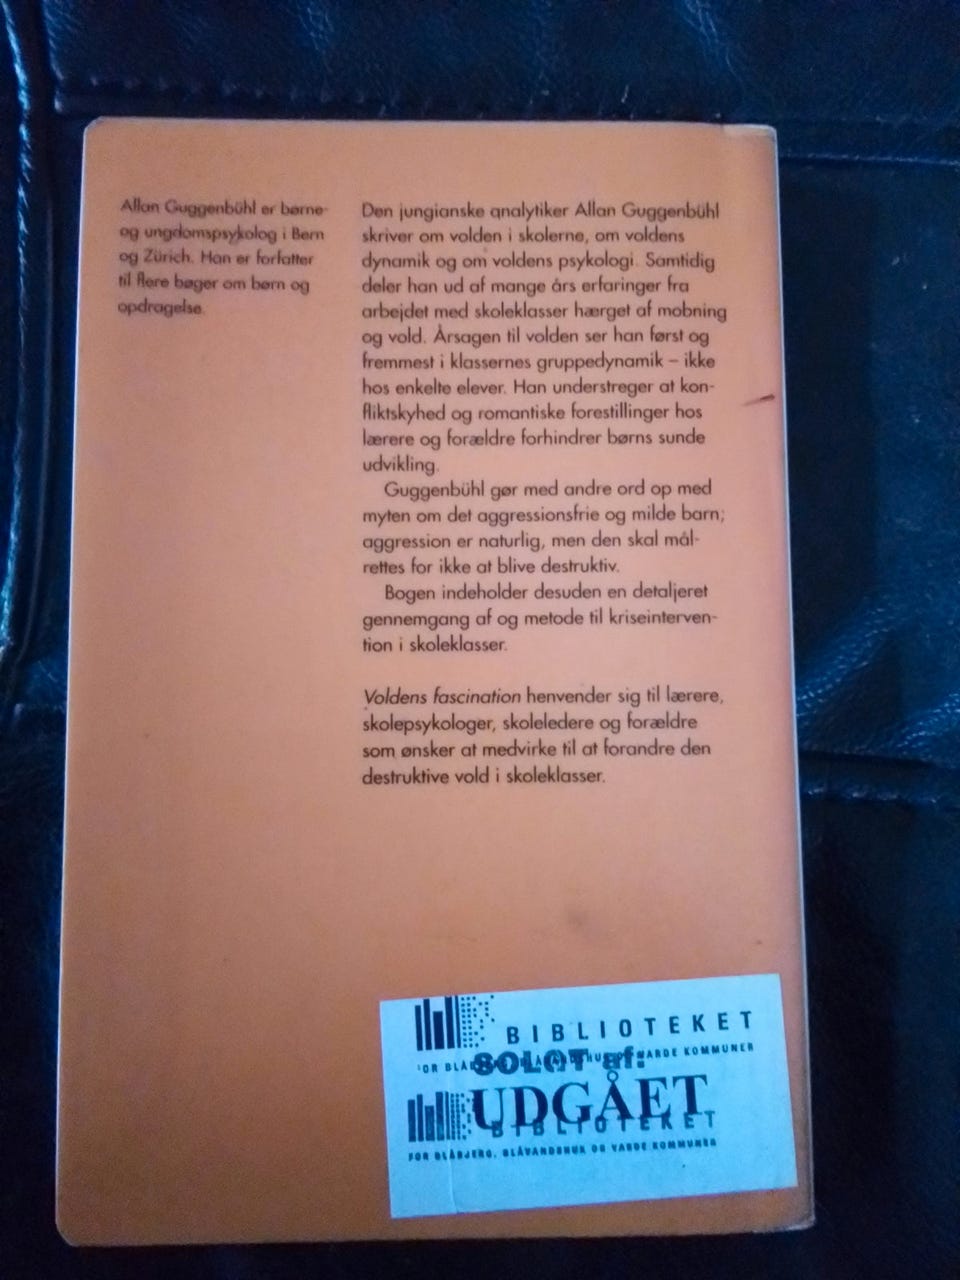 Allan Guggenbühl er børne-
og ungdomspsykolog i Bern
og Zürich. Han er forfatter
til flere bøger om børn og
opdragelse.
Den jungianske analytiker Allan Guggenbühl
skriver om volden i skolerne, om voldens
dynamik og om voldens psykologi. Samtidig
deler han ud af mange års erfaringer fra
arbejdet med skoleklasser hærget af mobning
og vold. Årsagen til volden ser han først og
fremmest i klassernes gruppedynamik – ikke
hos enkelte elever. Han understreger at kon-
fliktskyhed og romantiske forestillinger hos
lærere og forældre forhindrer børns sunde
udvikling.
Guggenbühl gør med andre ord op med
myten om det aggressionsfrie og milde barn;
aggression er naturlig, men den skal mål-
rettes for ikke at blive destruktiv.
Bogen indeholder desuden en detaljeret
gennemgang af og metode til kriseinterven-
tion i skoleklasser.
Voldens fascination henvender sig til lærere,
skolepsykologer, skoleledere og forældre
som ønsker at medvirke til at forandre den
destruktive vold i skoleklasser.
BIBLIOTEKET
VARDE KOMMUNER
SOLGT af:
UDGÅET
BIBLIOTEKET
FOR BLÅBJERG, BLÅVANDSHUK OG VARDE KOMMUNER